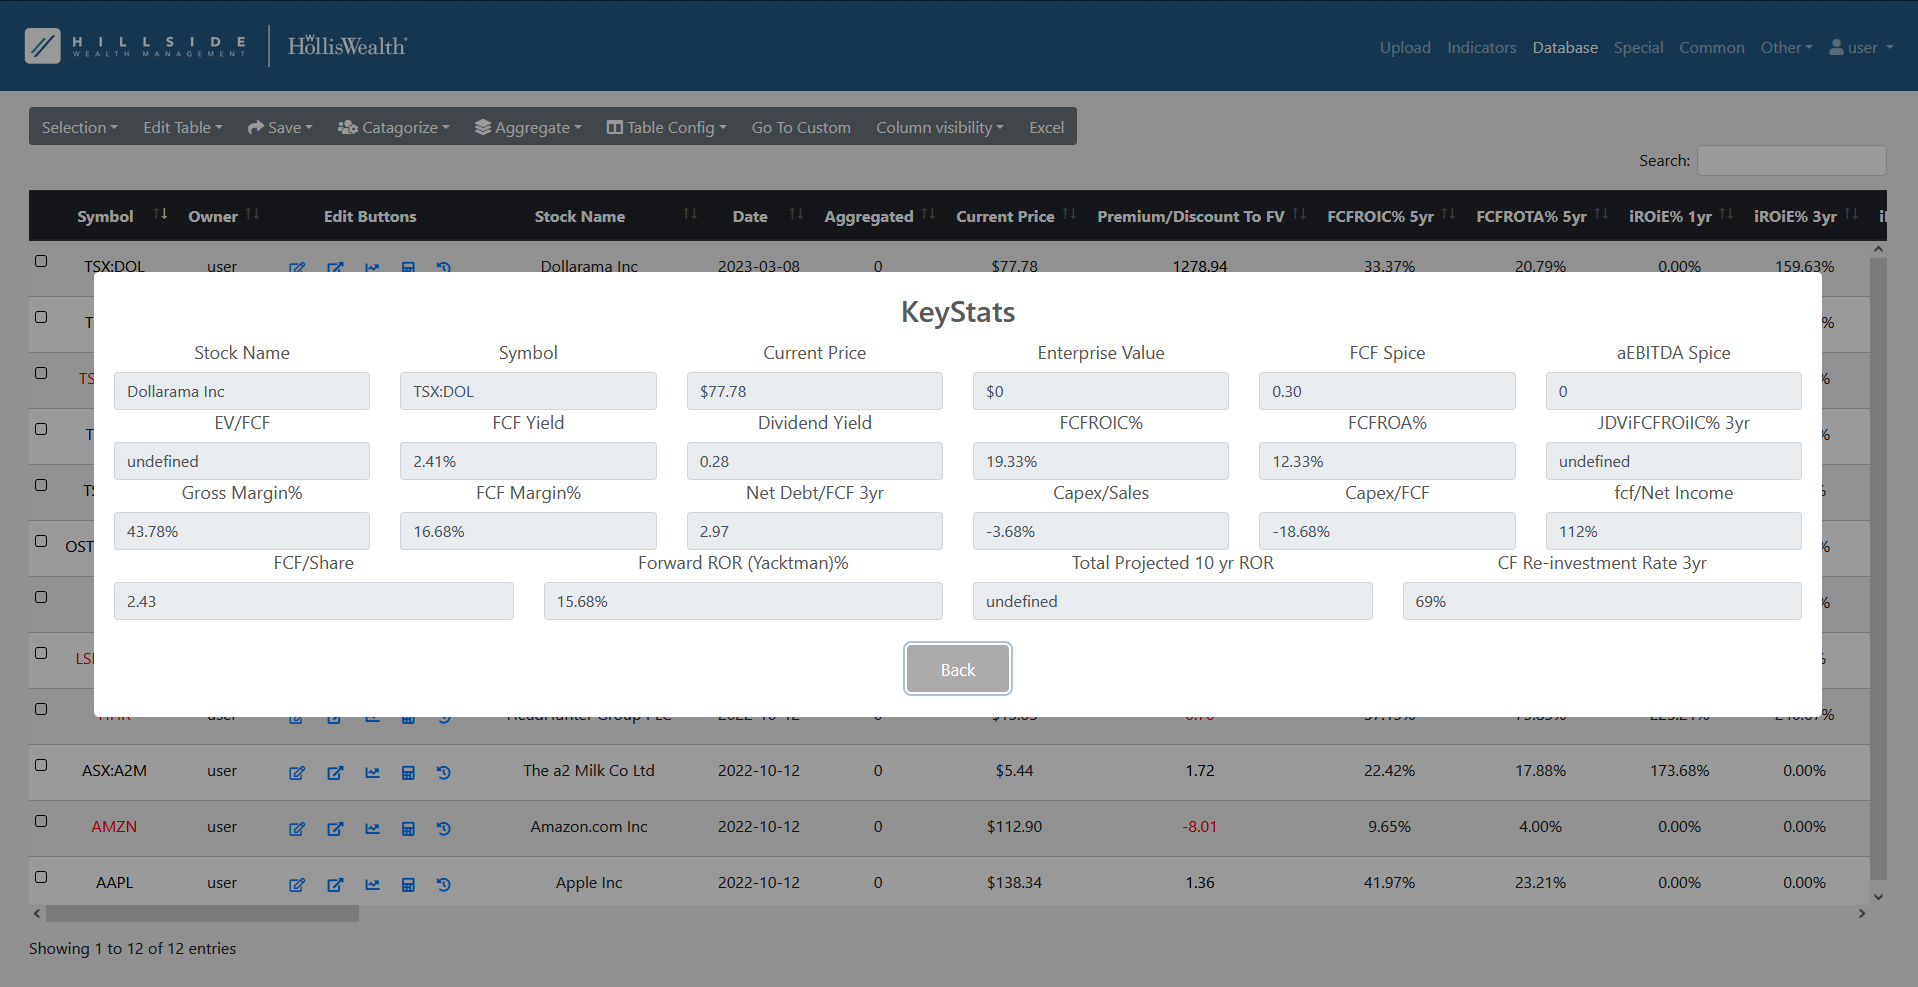 HILLSIDE
WEALTH MANAGEMENT
HollisWealth
Upload Indicators Database Special Common Other user
Selection Edit Table Save Catagorize Aggregate Table Config Go To Custom Column visibility Excel
Search:
Symbol Owner Edit Buttons Stock Name Date Aggregated Current Price Premium/Discount To FV FCFROIC% 5yr FCFROTA% 5yr iROiE% 1yr iROiE% 3yr
TSX:DOL user Dollarama Inc 2023-03-08 0 $77.78 1278.94 33.37% 20.79% 0.00% 159.63%
KeyStats
Stock Name Symbol Current Price Enterprise Value FCF Spice aEBITDA Spice
Dollarama Inc TSX:DOL $77.78 $0 0.30 0
EV/FCF FCF Yield Dividend Yield FCFROIC% FCFROA% JDViFCFROiIC% 3yr
undefined 2.41% 0.28 19.33% 12.33% undefined
Gross Margin% FCF Margin% Net Debt/FCF 3yr Capex/Sales Capex/FCF fcf/Net Income
43.78% 16.68% 2.97 -3.68% -18.68% 112%
FCF/Share Forward ROR (Yacktman)% Total Projected 10 yr ROR CF Re-investment Rate 3yr
2.43 15.68% undefined 69%
Back
ASX:A2M user The a2 Milk Co Ltd 2022-10-12 0 $5.44 1.72 22.42% 17.88% 173.68% 0.00%
AMZN user Amazon.com Inc 2022-10-12 0 $112.90 -8.01 9.65% 4.00% 0.00% 0.00%
AAPL user Apple Inc 2022-10-12 0 $138.34 1.36 41.97% 23.21% 0.00% 0.00%
Showing 1 to 12 of 12 entries